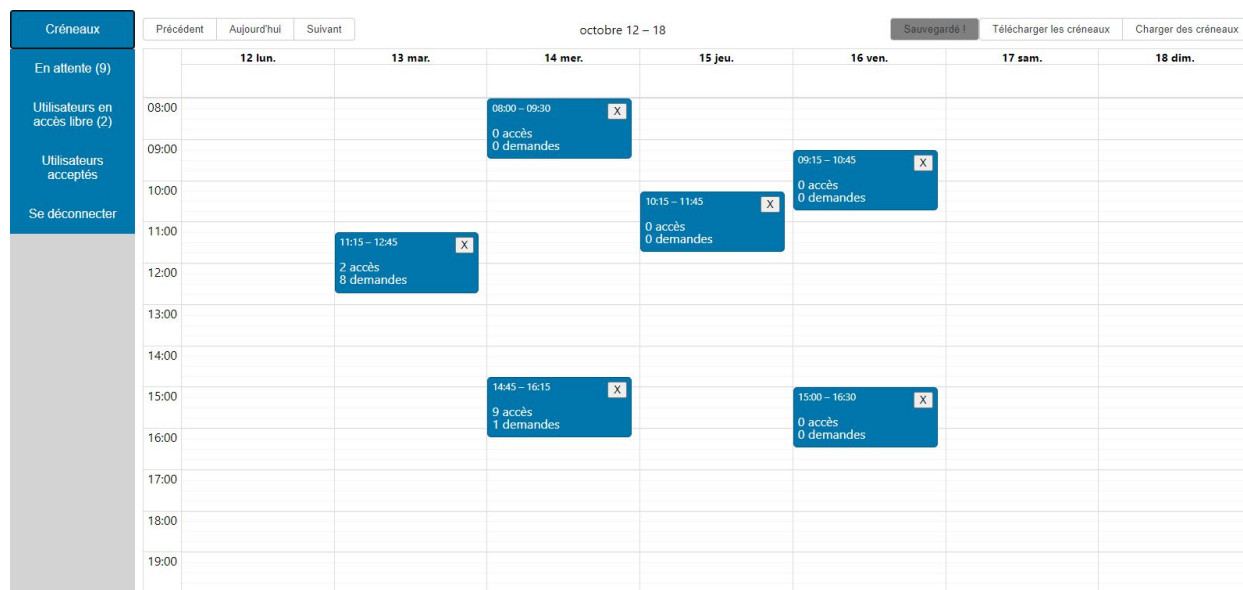 Créneaux
En attente (9)
Utilisateurs en
accès libre (2)
Utilisateurs
acceptés
Se déconnecter
Précédent Aujourd'hui Suivant
octobre 12 – 18
Sauvegardé ! Télécharger les créneaux Charger des créneaux
12 lun. 13 mar. 14 mer. 15 jeu. 16 ven. 17 sam. 18 dim.
08:00
09:00
10:00
11:00
12:00
13:00
14:00
15:00
16:00
17:00
18:00
19:00
11:15 – 12:45 X
2 accès
8 demandes
08:00 – 09:30 X
0 accès
0 demandes
14:45 – 16:15 X
9 accès
1 demandes
10:15 – 11:45 X
0 accès
0 demandes
09:15 – 10:45 X
0 accès
0 demandes
15:00 – 16:30 X
0 accès
0 demandes